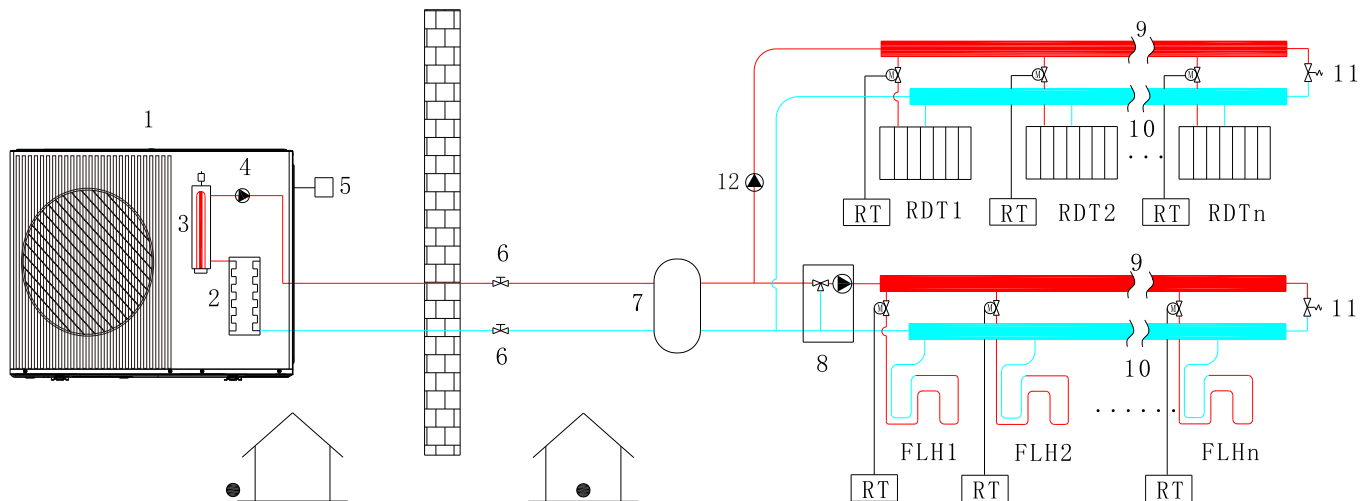 1
2
3
4
5
6
6
7
8
9
M
M
M
11
10
12
RT
RDT1
RT
RDT2
. . .
RT
RDTn
9
M
M
M
11
10
FLH1
FLH2
. . . . . .
FLHn
RT
RT
RT